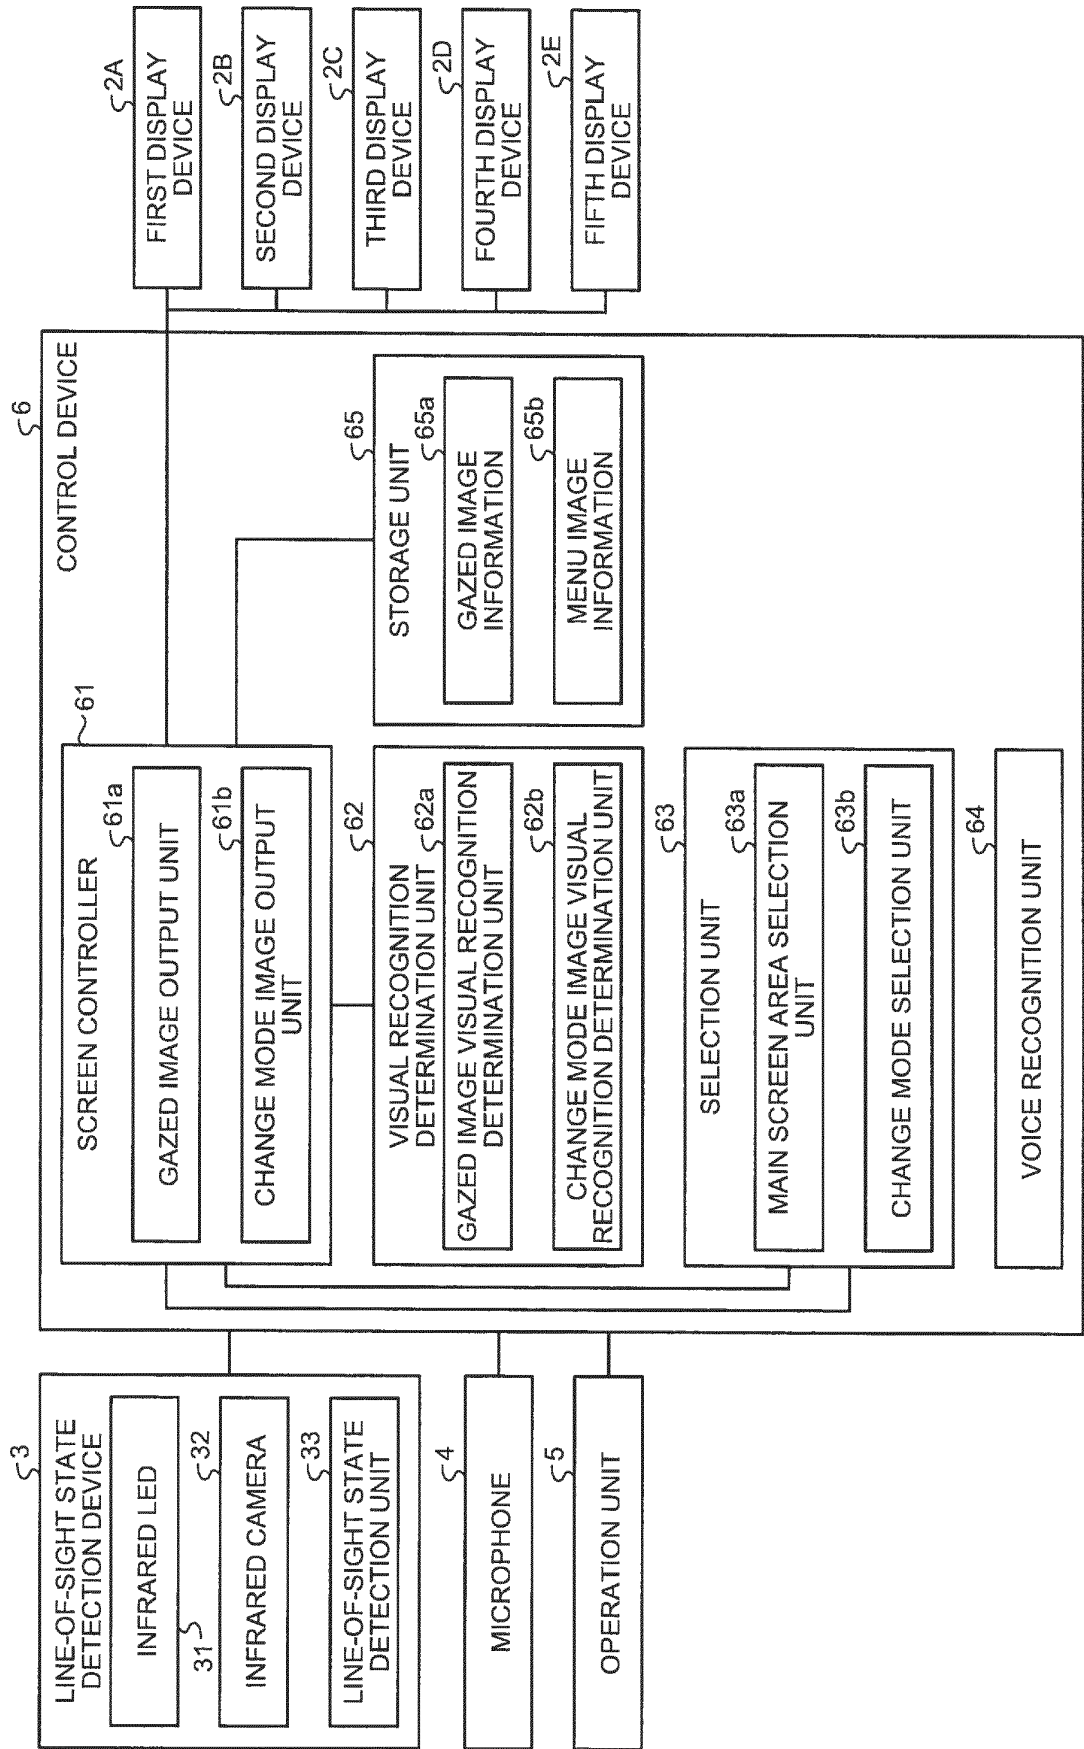 3
LINE-OF-SIGHT STATE
DETECTION DEVICE
INFRARED LED
31
32
INFRARED CAMERA
33
LINE-OF-SIGHT STATE
DETECTION UNIT
4
MICROPHONE
5
OPERATION UNIT
6
CONTROL DEVICE
61
SCREEN CONTROLLER
61a
GAZED IMAGE OUTPUT UNIT
61b
CHANGE MODE IMAGE OUTPUT
UNIT
62
VISUAL RECOGNITION
DETERMINATION UNIT
62a
GAZED IMAGE VISUAL RECOGNITION
DETERMINATION UNIT
62b
CHANGE MODE IMAGE VISUAL
RECOGNITION DETERMINATION UNIT
63
SELECTION UNIT
63a
MAIN SCREEN AREA SELECTION
UNIT
63b
CHANGE MODE SELECTION UNIT
64
VOICE RECOGNITION UNIT
65
STORAGE UNIT
65a
GAZED IMAGE
INFORMATION
65b
MENU IMAGE
INFORMATION
2A
FIRST DISPLAY
DEVICE
2B
SECOND DISPLAY
DEVICE
2C
THIRD DISPLAY
DEVICE
2D
FOURTH DISPLAY
DEVICE
2E
FIFTH DISPLAY
DEVICE